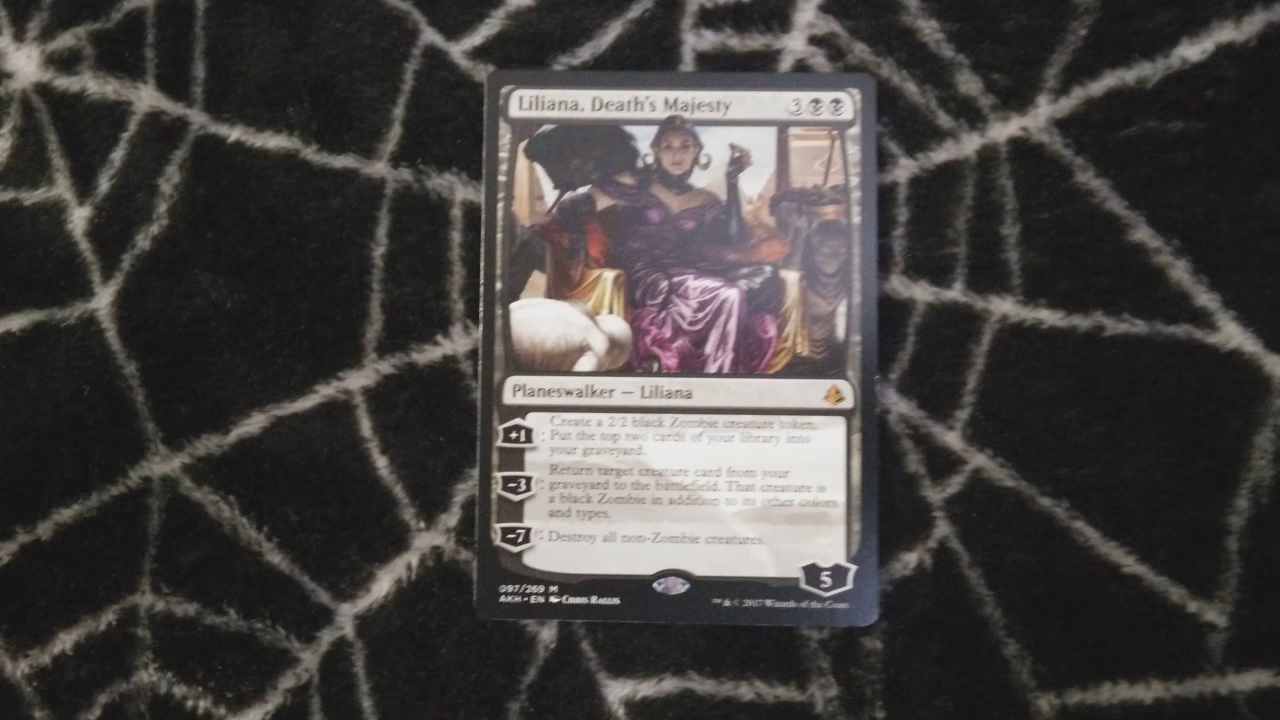 Liliana, Death's Majesty 3
Planeswalker — Liliana
+1 : Create a 2/2 black Zombie creature token.
Put the top two cards of your library into
your graveyard.
−3 : Return target creature card from your
graveyard to the battlefield. That creature is
a black Zombie in addition to its other colors
and types.
−7 : Destroy all non-Zombie creatures.
5
097/269 M
AKH • EN Chris Rallis
™ & © 2017 Wizards of the Coast